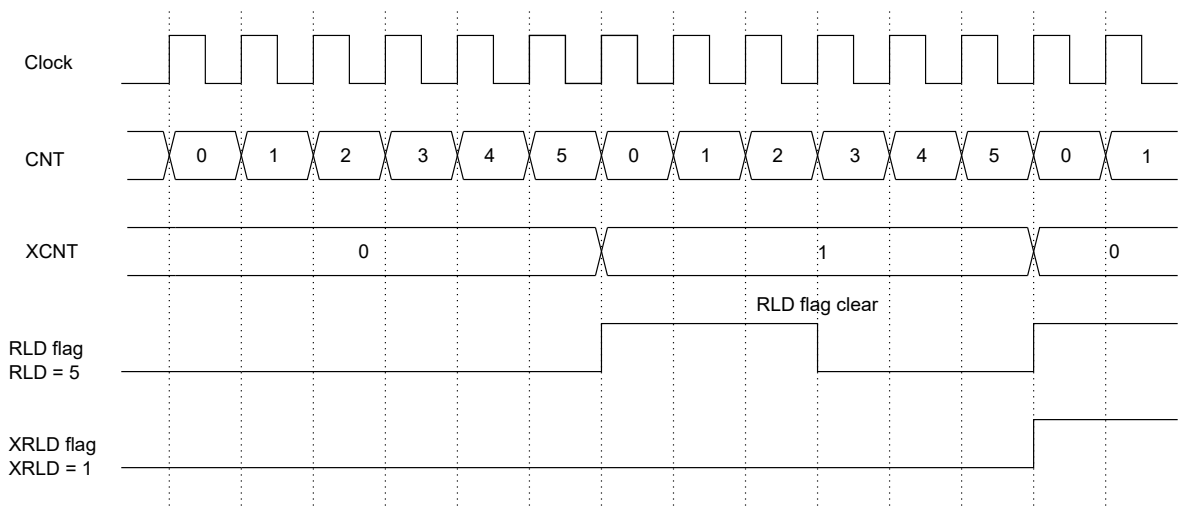 Clock
CNT 0 1 2 3 4 5 0 1 2 3 4 5 0 1
XCNT 0 1 0
RLD flag clear
RLD flag
RLD = 5
XRLD flag
XRLD = 1